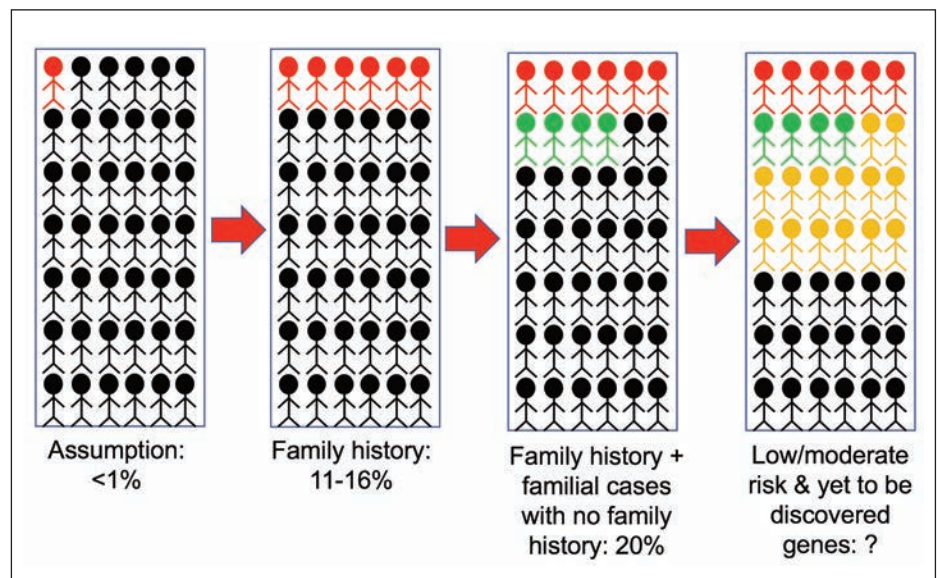 Assumption:
<1%
Family history:
11-16%
Family history +
familial cases
with no family
history: 20%
Low/moderate
risk & yet to be
discovered
genes: ?